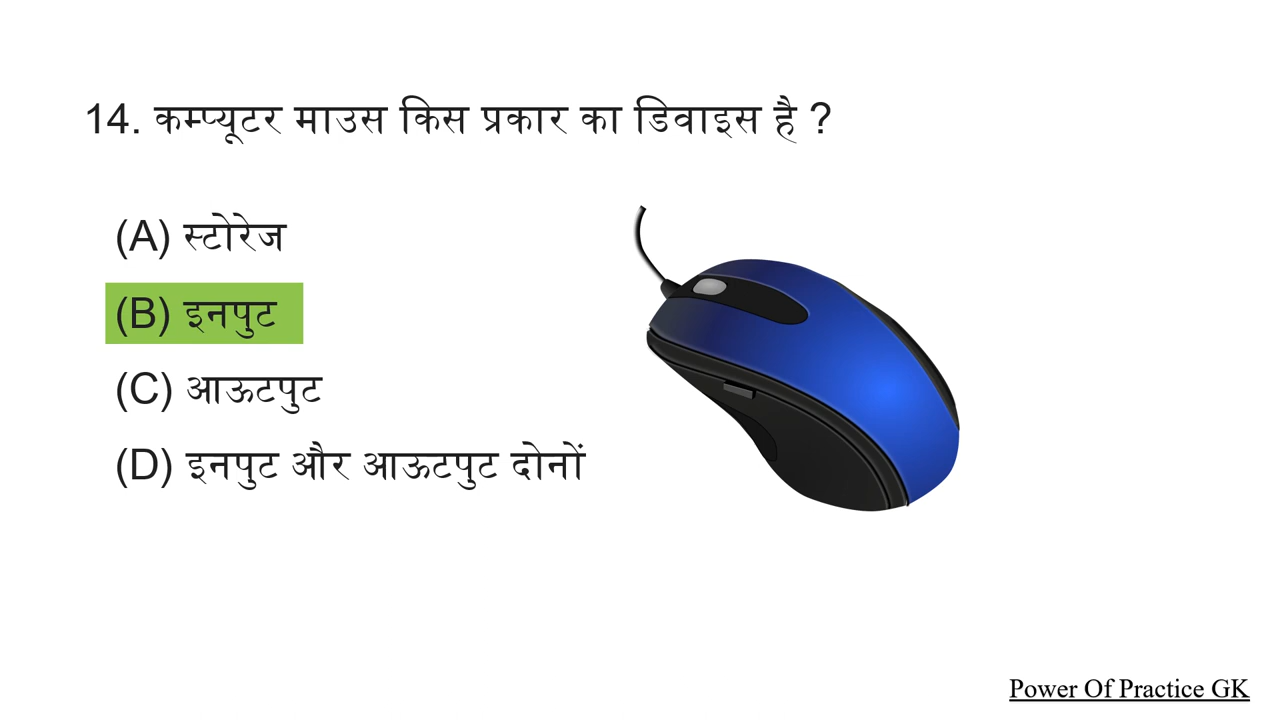 14. कम्प्यूटर माउस किस प्रकार का डिवाइस है ?
(A) स्टोरेज
(B) इनपुट
(C) आऊटपुट
(D) इनपुट और आऊटपुट दोनों
Power Of Practice GK